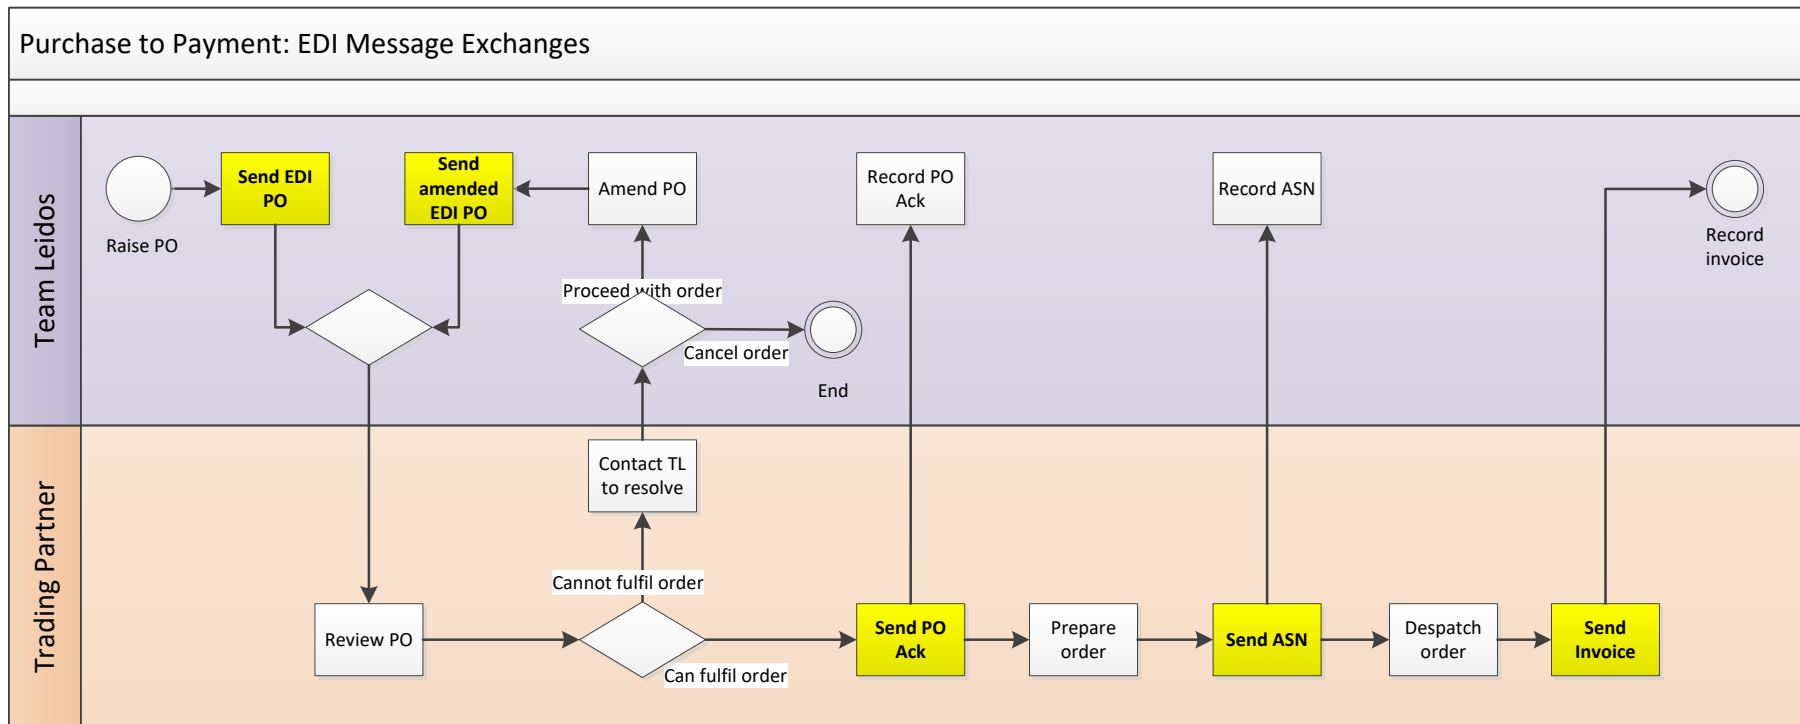 Purchase to Payment: EDI Message Exchanges
Team Leidos
Raise PO
Send EDI
PO
Send
amended
EDI PO
Amend PO
Proceed with order
Cancel order
End
Record PO
Ack
Record ASN
Record
invoice
Trading Partner
Contact TL
to resolve
Cannot fulfil order
Review PO
Can fulfil order
Send PO
Ack
Prepare
order
Send ASN
Despatch
order
Send
Invoice